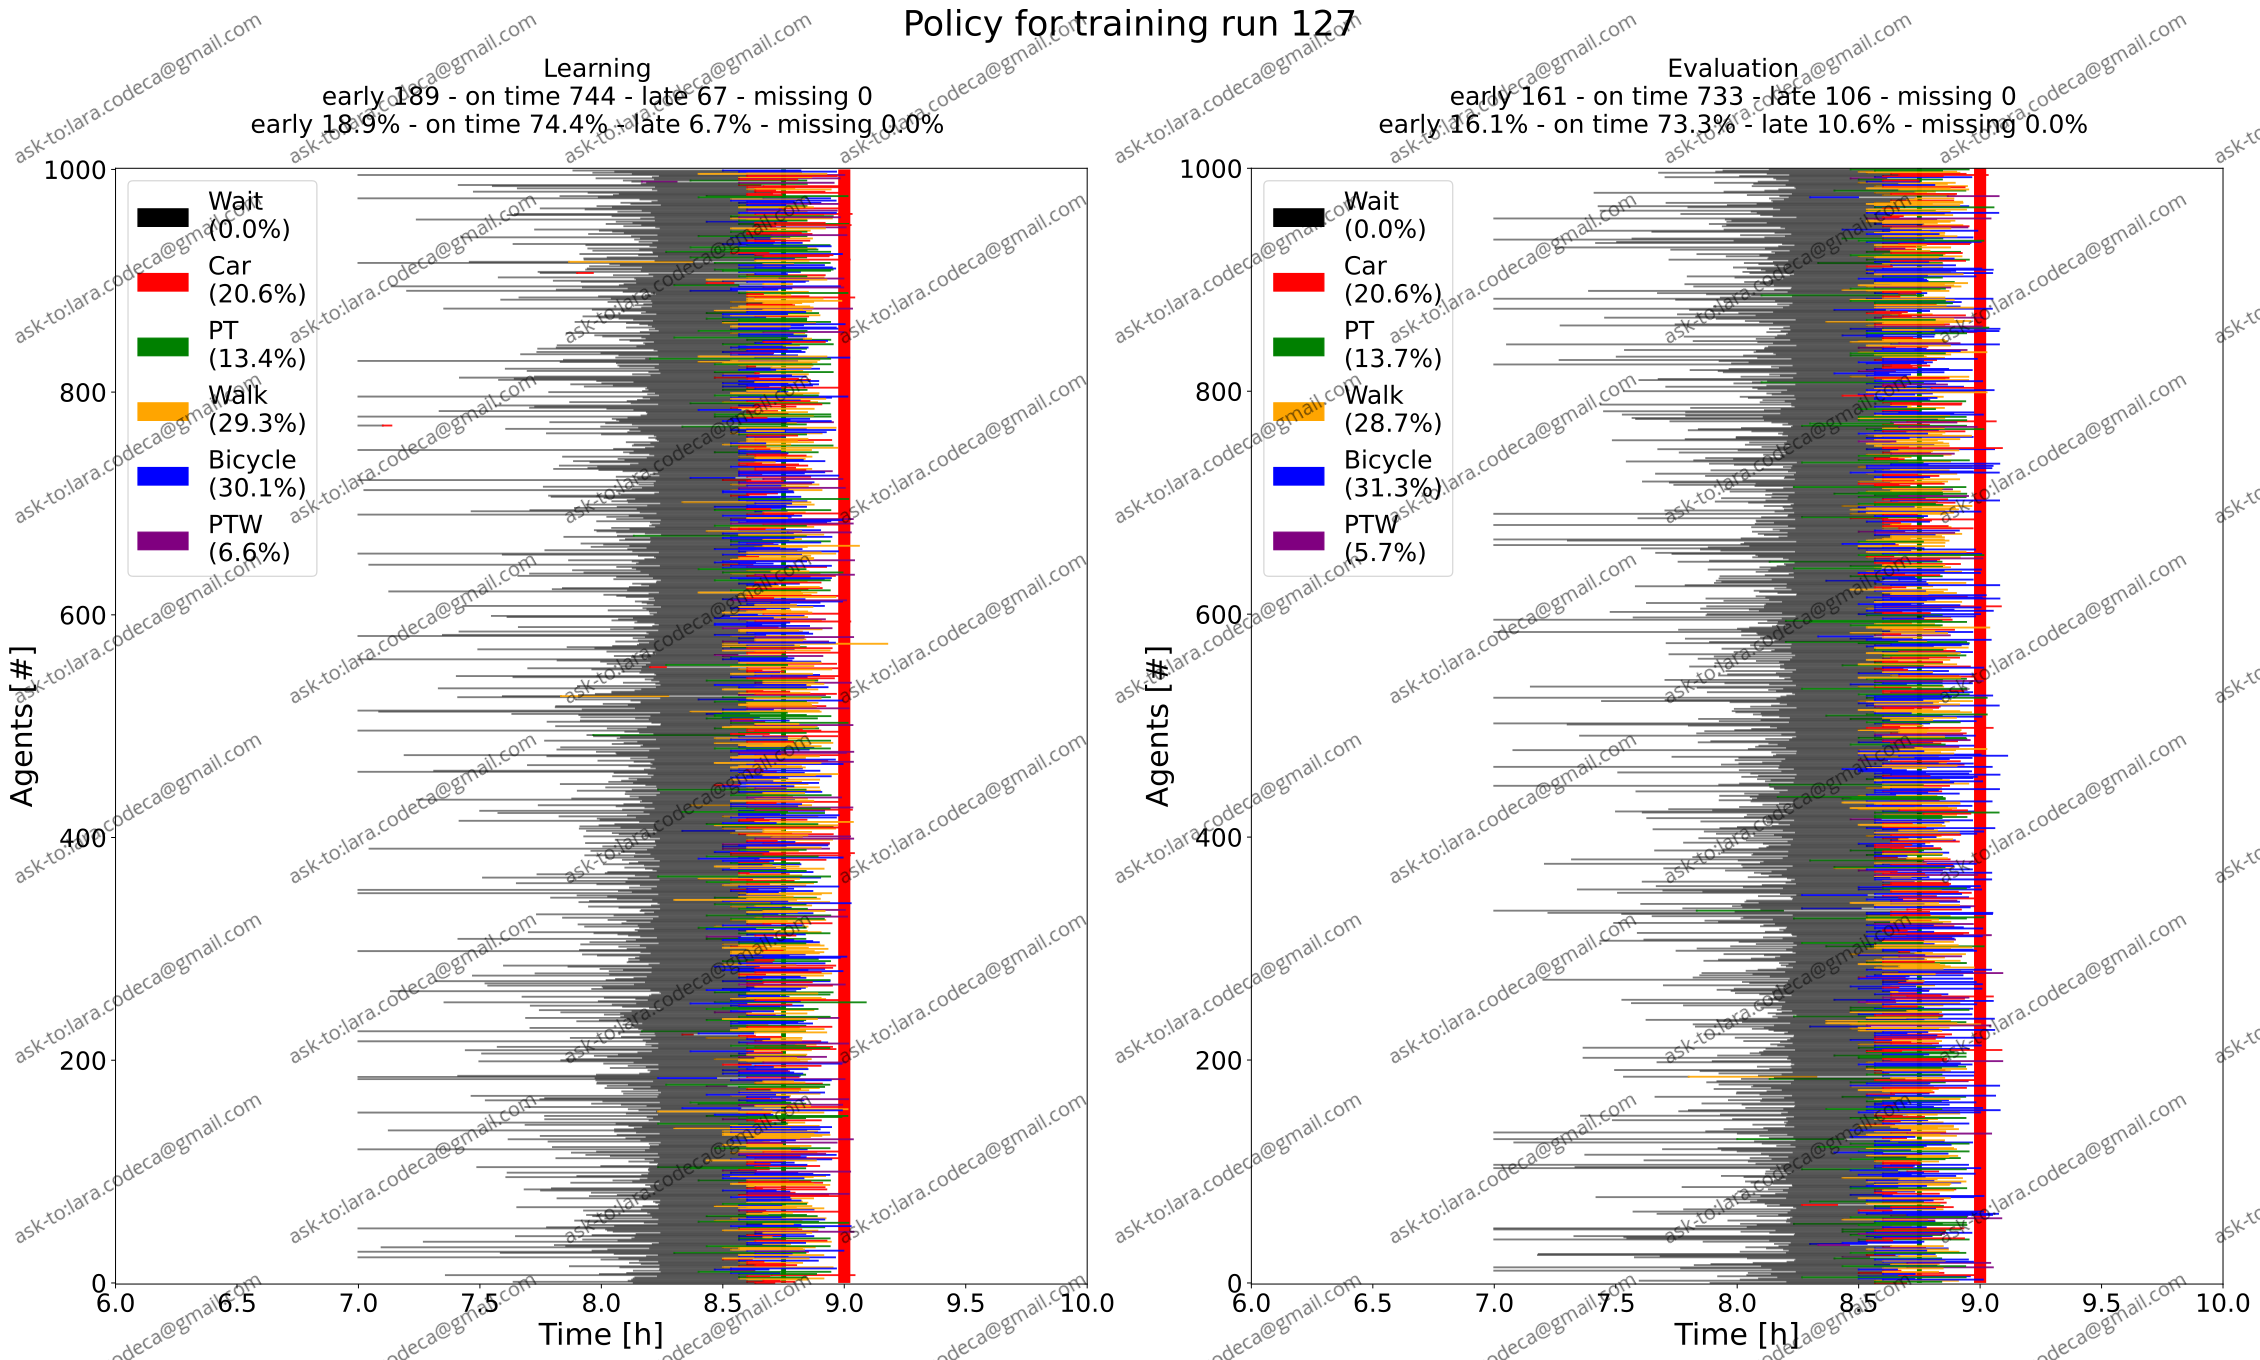 Policy for training run 127
Learning
early 189 - on time 744 - late 67 - missing 0
early 18.9% - on time 74.4% - late 6.7% - missing 0.0%
Agents [#]
1000
800
600
400
200
0
Wait
(0.0%)
Car
(20.6%)
PT
(13.4%)
Walk
(29.3%)
Bicycle
(30.1%)
PTW
(6.6%)
6.0 6.5 7.0 7.5 8.0 8.5 9.0 9.5 10.0
Time [h]
Evaluation
early 161 - on time 733 - late 106 - missing 0
early 16.1% - on time 73.3% - late 10.6% - missing 0.0%
Agents [#]
1000
800
600
400
200
0
Wait
(0.0%)
Car
(20.6%)
PT
(13.7%)
Walk
(28.7%)
Bicycle
(31.3%)
PTW
(5.7%)
6.0 6.5 7.0 7.5 8.0 8.5 9.0 9.5 10.0
Time [h]
ask-to:lara.codeca@gmail.com